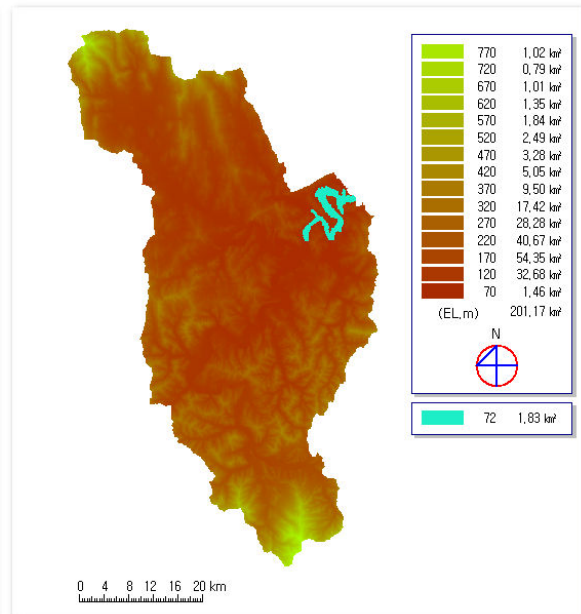 770 1,02 ㎢
720 0,79 ㎢
670 1,01 ㎢
620 1,35 ㎢
570 1,84 ㎢
520 2,49 ㎢
470 3,28 ㎢
420 5,05 ㎢
370 9,50 ㎢
320 17,42 ㎢
270 28,28 ㎢
220 40,67 ㎢
170 54,35 ㎢
120 32,68 ㎢
70 1,46 ㎢
(EL,m) 201,17 ㎢
N
72 1,83 ㎢
0 4 8 12 16 20 km